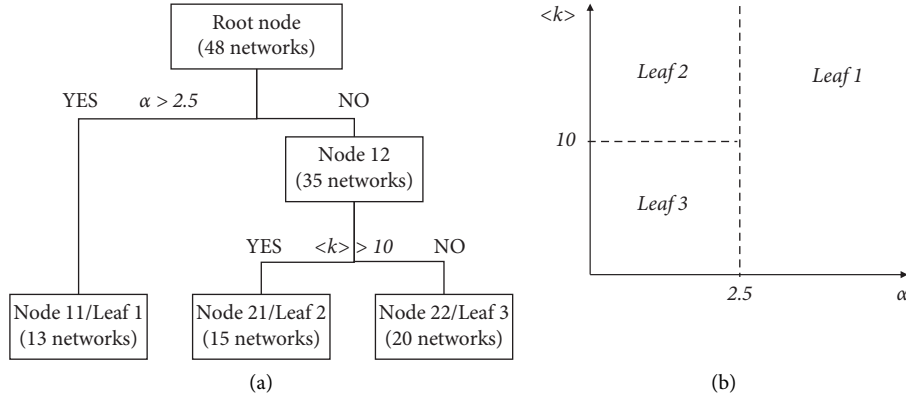 Root node
(48 networks)
YES
α > 2.5
NO
Node 12
(35 networks)
YES
<k> > 10
NO
Node 11/Leaf 1
(13 networks)
Node 21/Leaf 2
(15 networks)
Node 22/Leaf 3
(20 networks)
(a)
<k>
Leaf 2
Leaf 1
10
Leaf 3
2.5
α
(b)